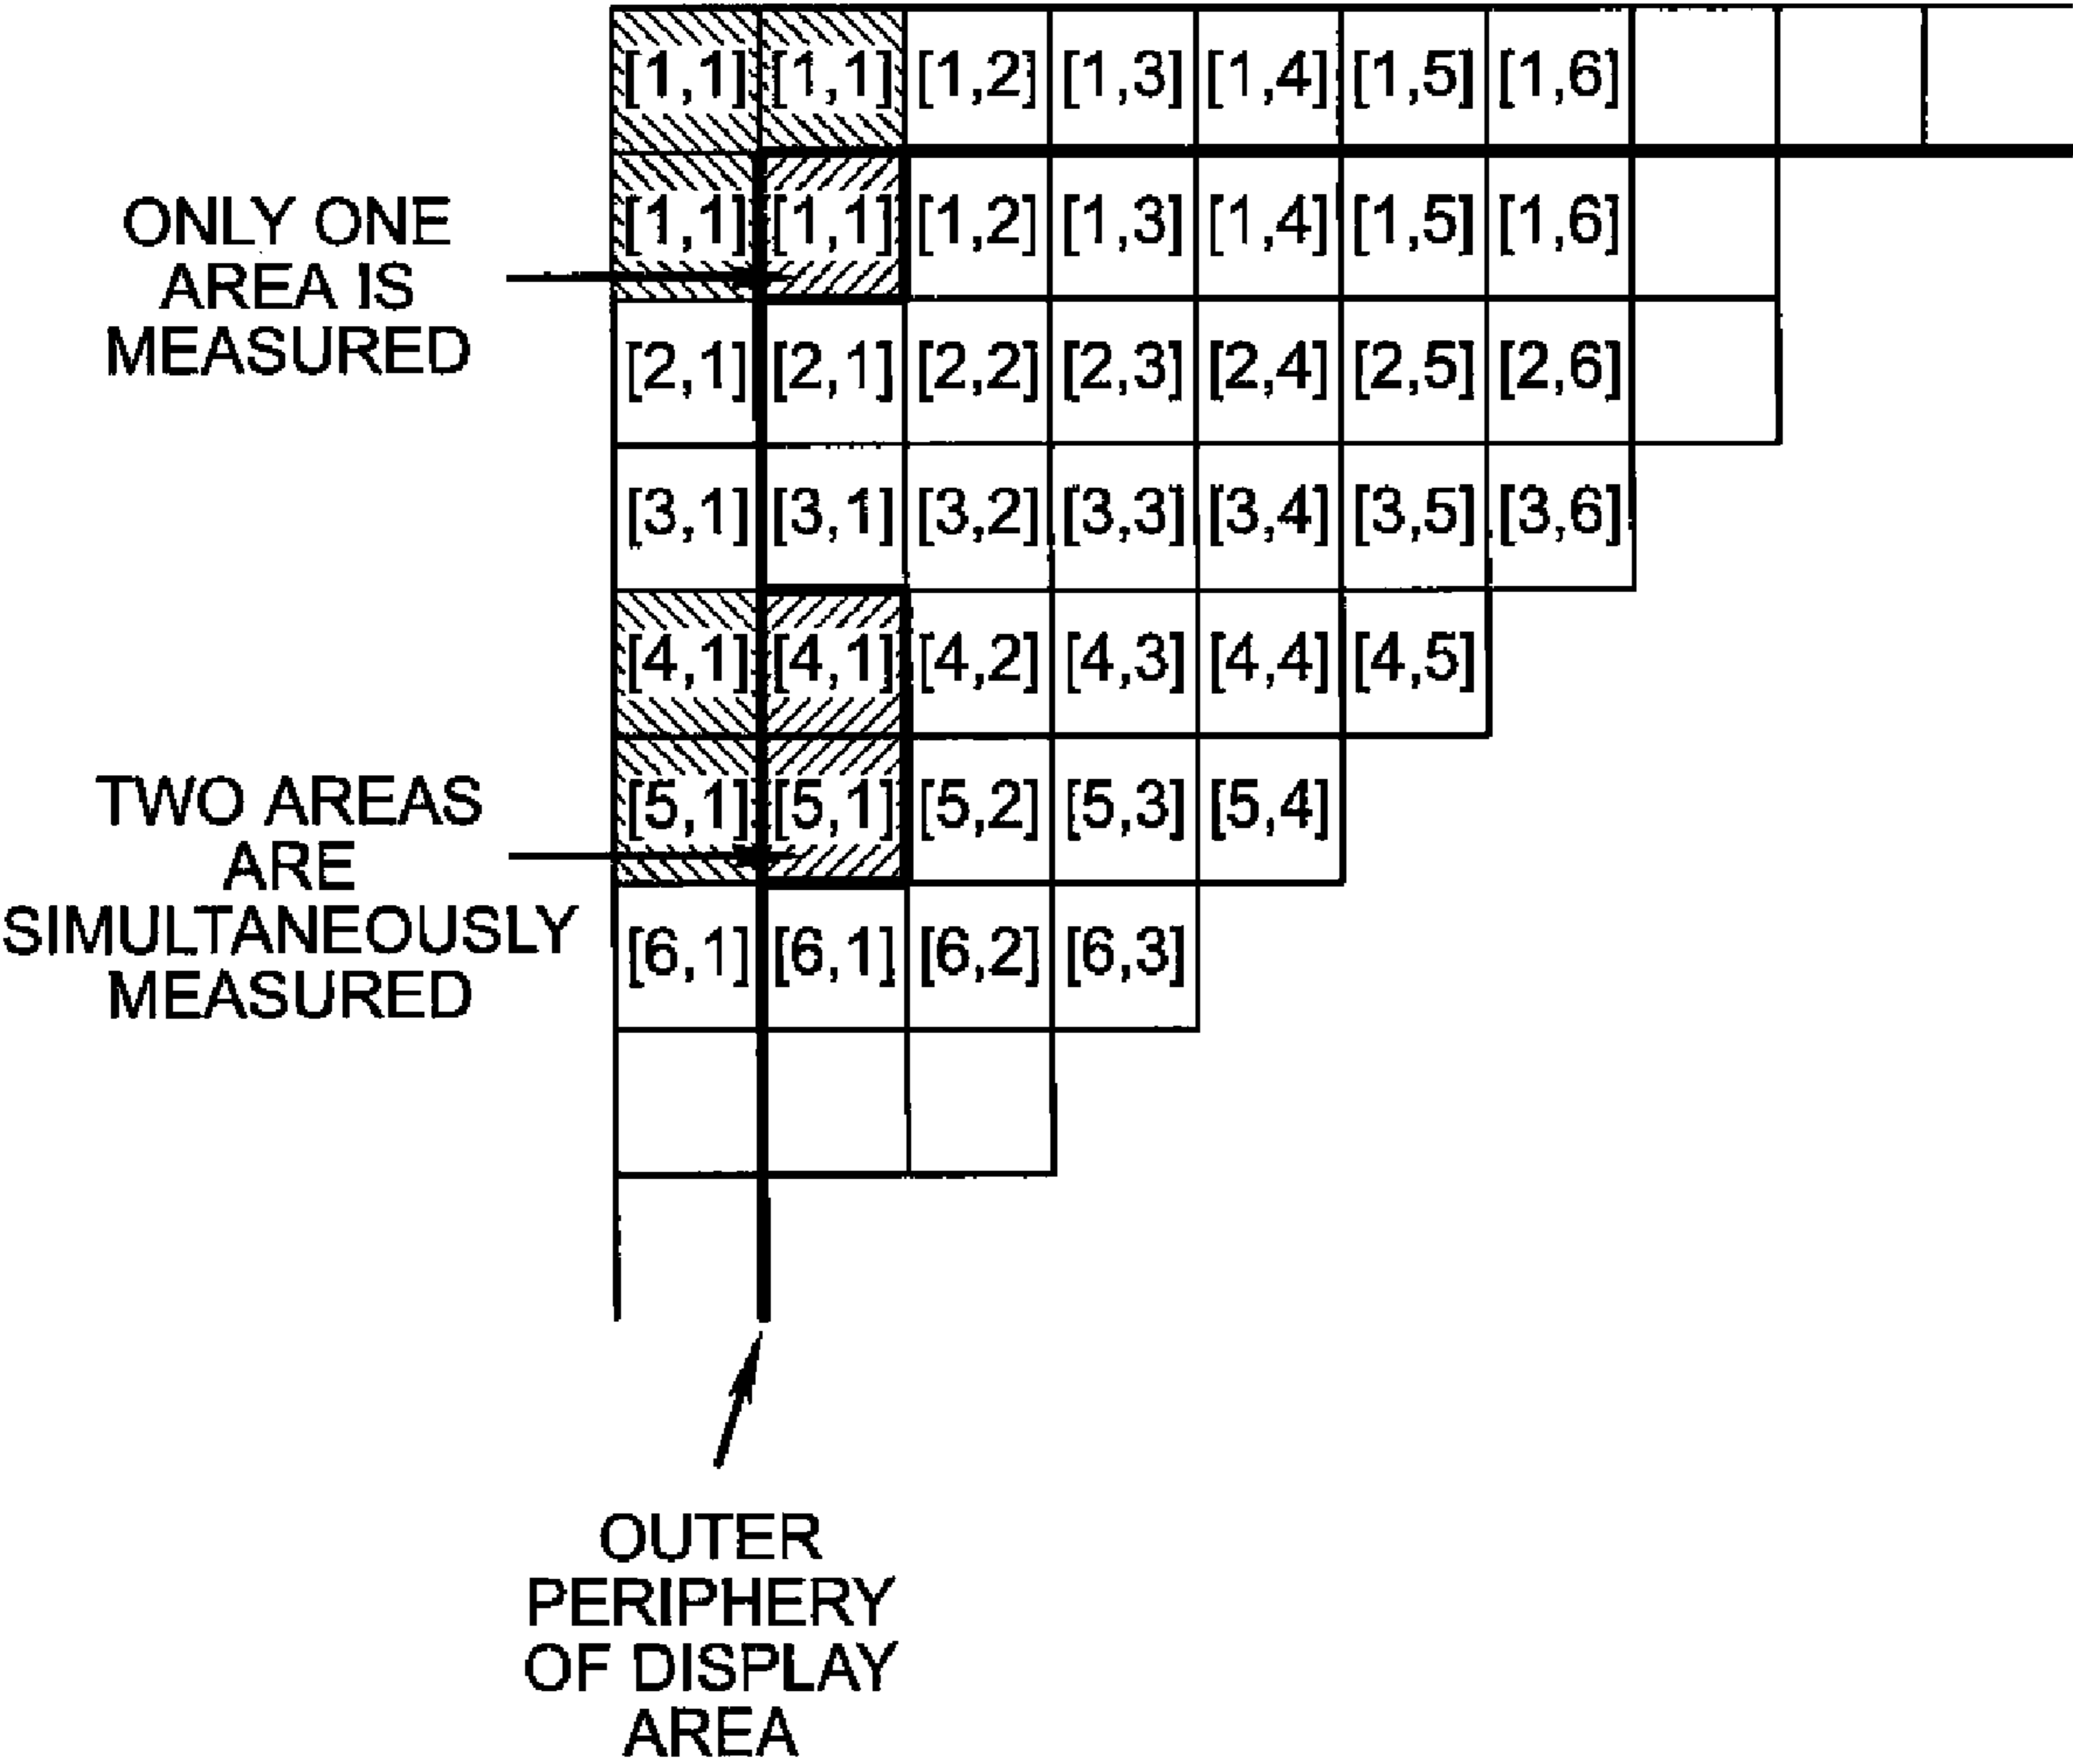 [1,1] [1,1] [1,2] [1,3] [1,4] [1,5] [1,6]
[1,1] [1,1] [1,2] [1,3] [1,4] [1,5] [1,6]
ONLY ONE
AREA IS
MEASURED
[2,1] [2,1] [2,2] [2,3] [2,4] [2,5] [2,6]
[3,1] [3,1] [3,2] [3,3] [3,4] [3,5] [3,6]
[4,1] [4,1] [4,2] [4,3] [4,4] [4,5]
[5,1] [5,1] [5,2] [5,3] [5,4]
TWO AREAS
ARE
SIMULTANEOUSLY
MEASURED
[6,1] [6,1] [6,2] [6,3]
OUTER
PERIPHERY
OF DISPLAY
AREA